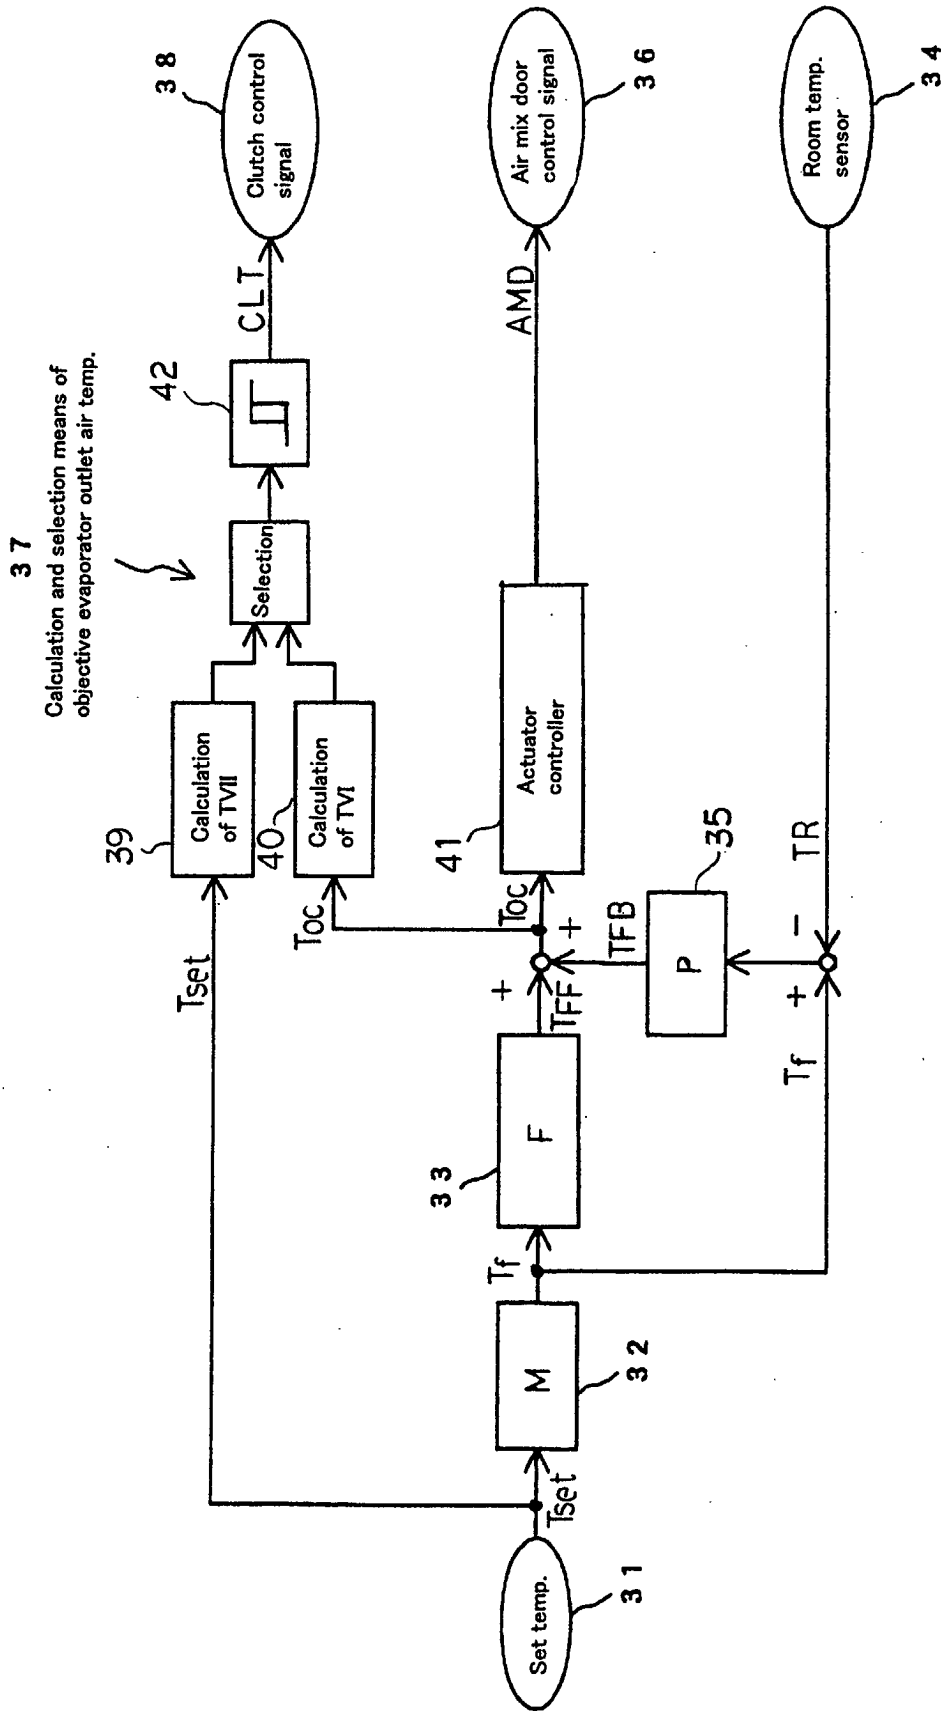 37
Calculation and selection means of
objective evaporator outlet air temp.
38
Clutch control
signal
CLT
42
Selection
39
Calculation
of TVII
40
Calculation
of TVI
Tset
Toc
36
Air mix door
control signal
AMD
41
Actuator
controller
Toc
+
+
TFF
TFB
35
P
33
F
Tf
M
32
Tset
Set temp.
31
34
Room temp.
sensor
TR
−
+
Tf